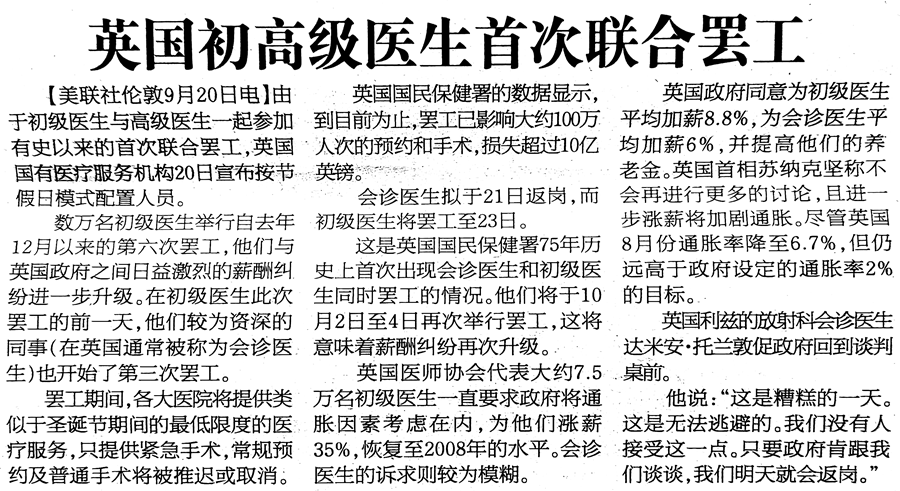 英国初高级医生首次联合罢工
【美联社伦敦9月20日电】由
于初级医生与高级医生一起参加
有史以来的首次联合罢工，英国
国有医疗服务机构20日宣布按节
假日模式配置人员。
数万名初级医生举行自去年
12月以来的第六次罢工，他们与
英国政府之间日益激烈的薪酬纠
纷进一步升级。在初级医生此次
罢工的前一天，他们较为资深的
同事（在英国通常被称为会诊医
生）也开始了第三次罢工。
罢工期间，各大医院将提供类
似于圣诞节期间的最低限度的医
疗服务，只提供紧急手术，常规预
约及普通手术将被推迟或取消。
英国国民保健署的数据显示，
到目前为止，罢工已影响大约100万
人次的预约和手术，损失超过10亿
英镑。
会诊医生拟于21日返岗，而
初级医生将罢工至23日。
这是英国国民保健署75年历
史上首次出现会诊医生和初级医
生同时罢工的情况。他们将于10
月2日至4日再次举行罢工，这将
意味着薪酬纠纷再次升级。
英国医师协会代表大约7.5
万名初级医生一直要求政府将通
胀因素考虑在内，为他们涨薪
35%，恢复至2008年的水平。会诊
医生的诉求则较为模糊。
英国政府同意为初级医生
平均加薪8.8%，为会诊医生平
均加薪6%，并提高他们的养
老金。英国首相苏纳克坚称不
会再进行更多的讨论，且进一
步涨薪将加剧通胀。尽管英国
8月份通胀率降至6.7%，但仍
远高于政府设定的通胀率2%
的目标。
英国利兹的放射科会诊医生
达米安·托兰敦促政府回到谈判
桌前。
他说：“这是糟糕的一天。
这是无法逃避的。我们没有人
接受这一点。只要政府肯跟我
们谈谈，我们明天就会返岗。”